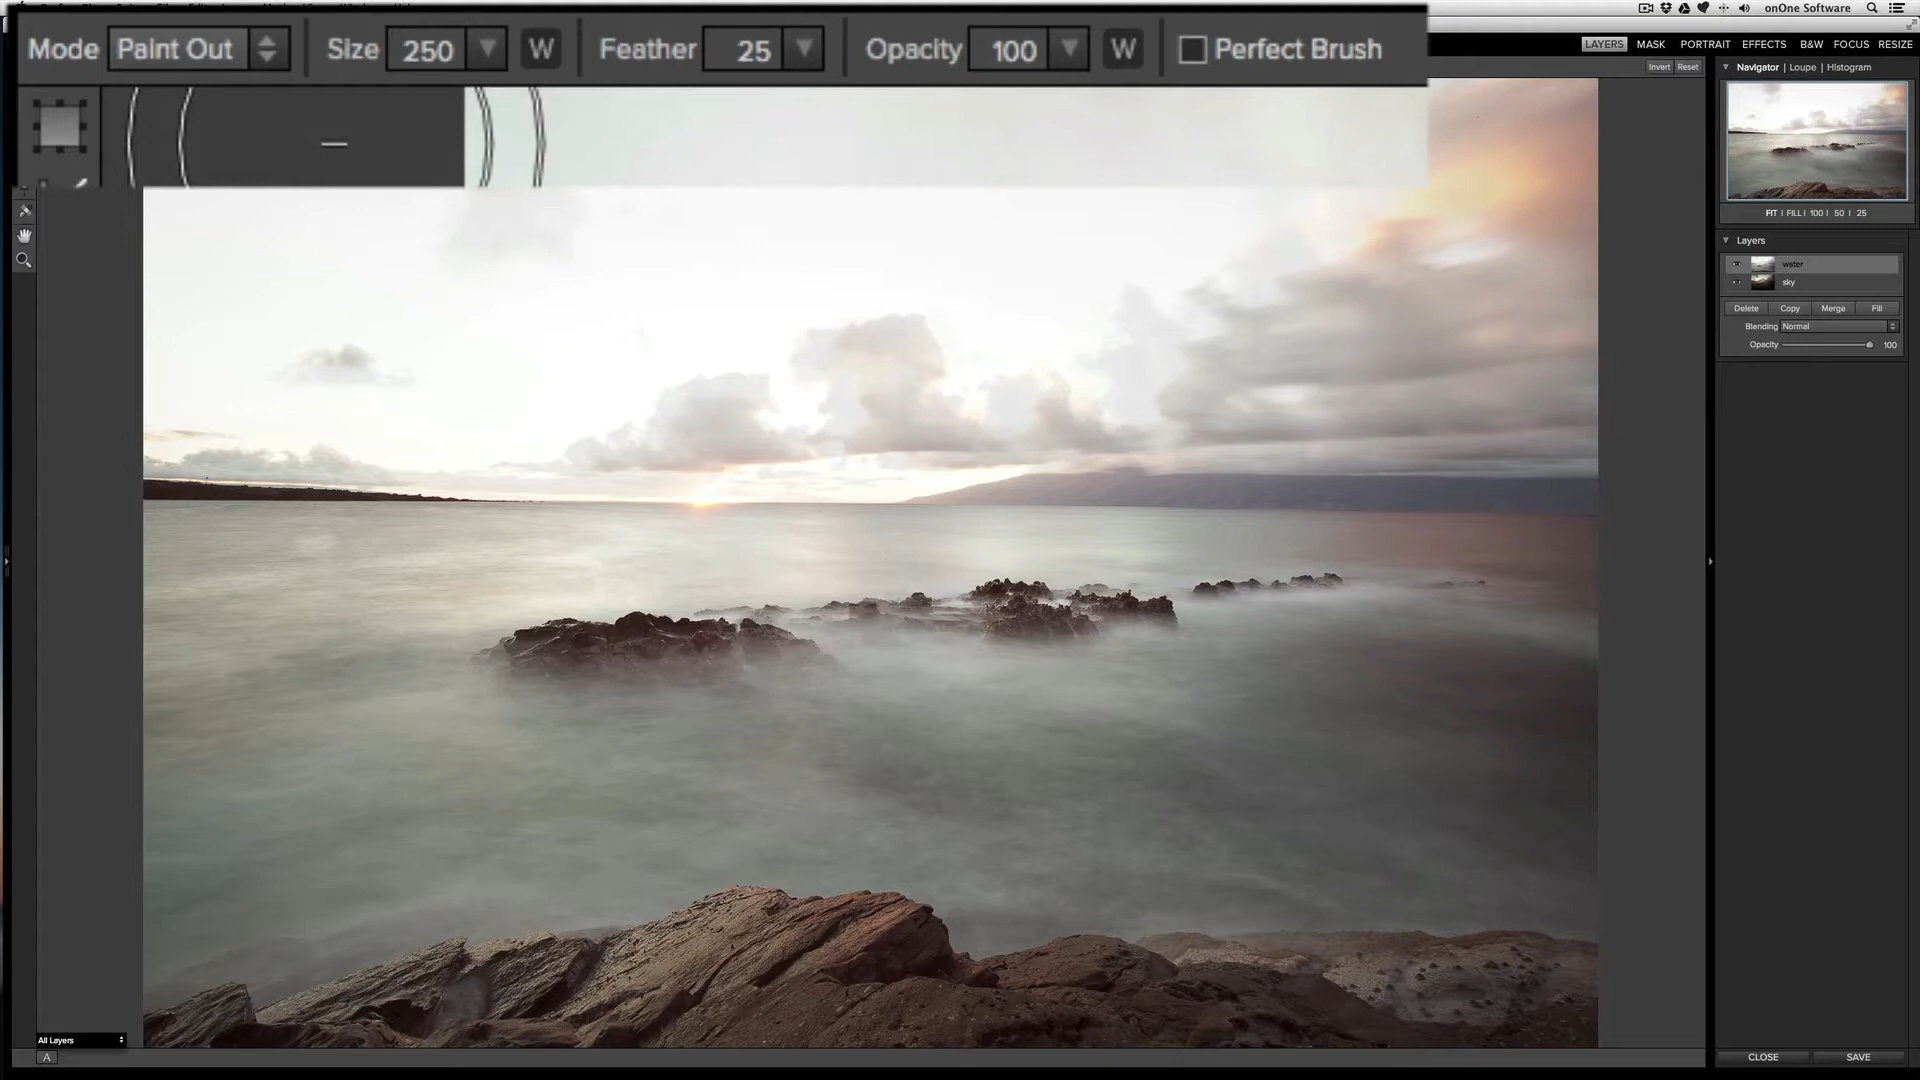 onOne Software
Mode Paint Out Size 250 W Feather 25 Opacity 100 W Perfect Brush
LAYERS MASK PORTRAIT EFFECTS B&W FOCUS RESIZE
Invert Reset
Navigator | Loupe | Histogram
FIT | FILL | 100 | 50 | 25
Layers
water
sky
Delete Copy Merge Fill
Blending Normal
Opacity 100
All Layers
A
CLOSE SAVE